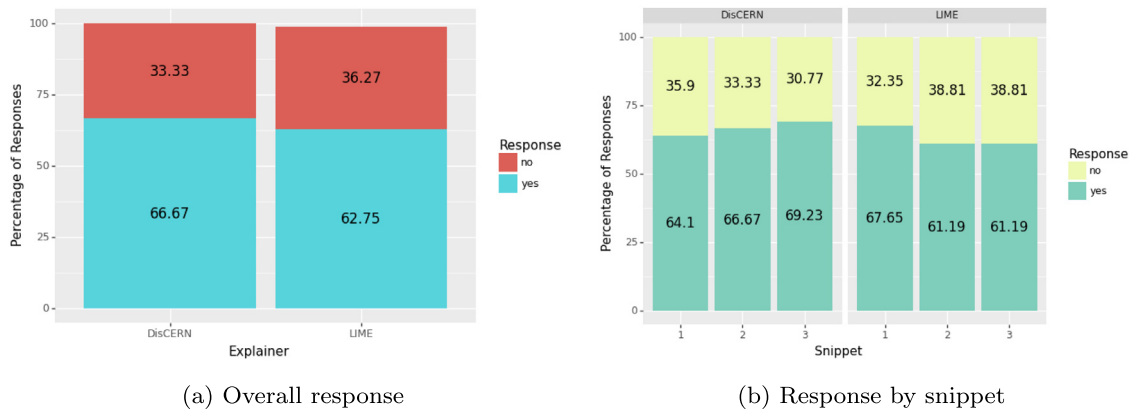 100
75
50
25
0
Percentage of Responses
33.33
66.67
36.27
62.75
DisCERN
LIME
Explainer
Response
no
yes
(a) Overall response
DisCERN
LIME
100
75
50
25
0
Percentage of Responses
35.9
33.33
30.77
32.35
38.81
38.81
64.1
66.67
69.23
67.65
61.19
61.19
1
2
3
1
2
3
Snippet
Response
no
yes
(b) Response by snippet